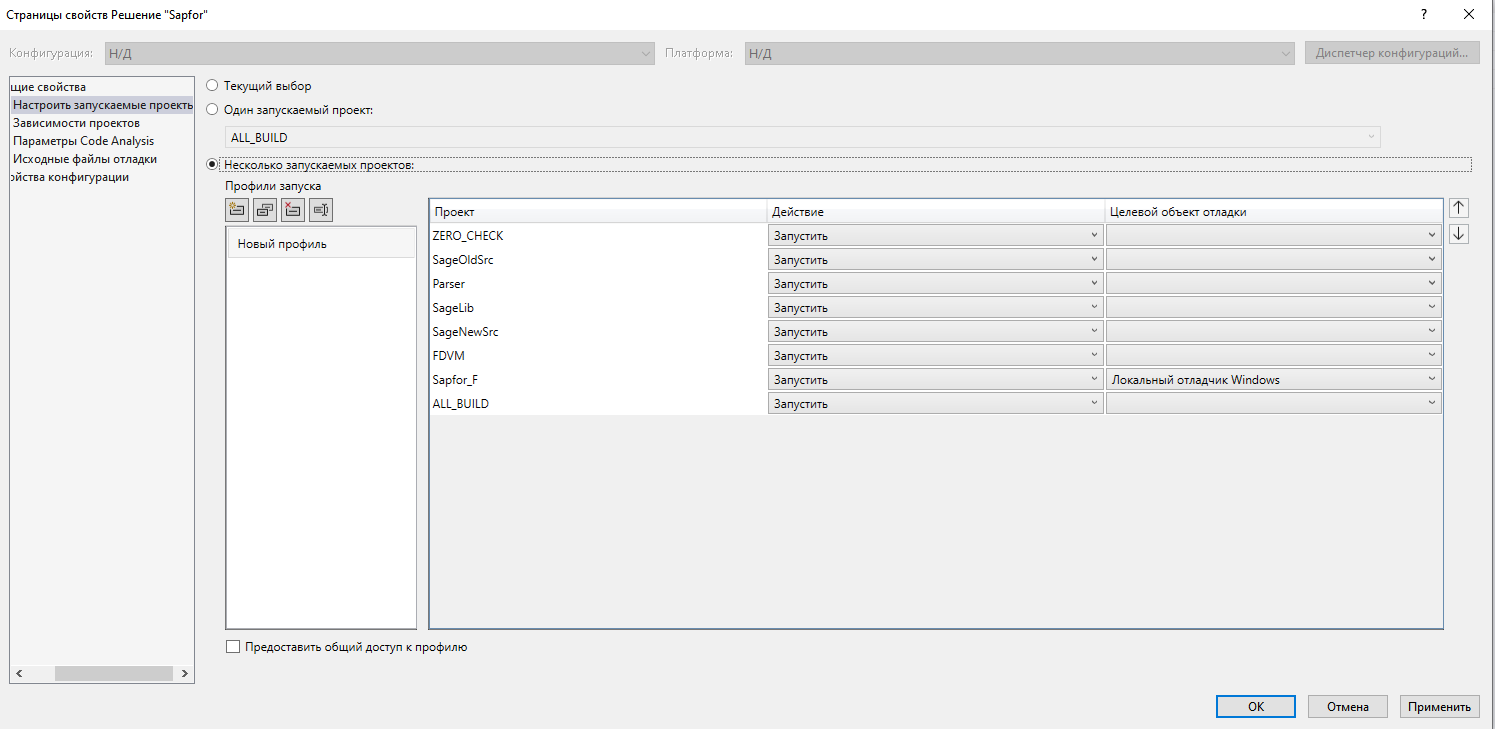 Страницы свойств Решение "Sapfor"
?
Конфигурация: Н/Д Платформа: Н/Д Диспетчер конфигураций...
щие свойства
Настроить запускаемые проекты
Зависимости проектов
Параметры Code Analysis
Исходные файлы отладки
ойства конфигурации
Текущий выбор
Один запускаемый проект:
ALL_BUILD
Несколько запускаемых проектов:
Профили запуска
Новый профиль
Проект Действие Целевой объект отладки
ZERO_CHECK Запустить
SageOldSrc Запустить
Parser Запустить
SageLib Запустить
SageNewSrc Запустить
FDVM Запустить
Sapfor_F Запустить Локальный отладчик Windows
ALL_BUILD Запустить
Предоставить общий доступ к профилю
ОК Отмена Применить